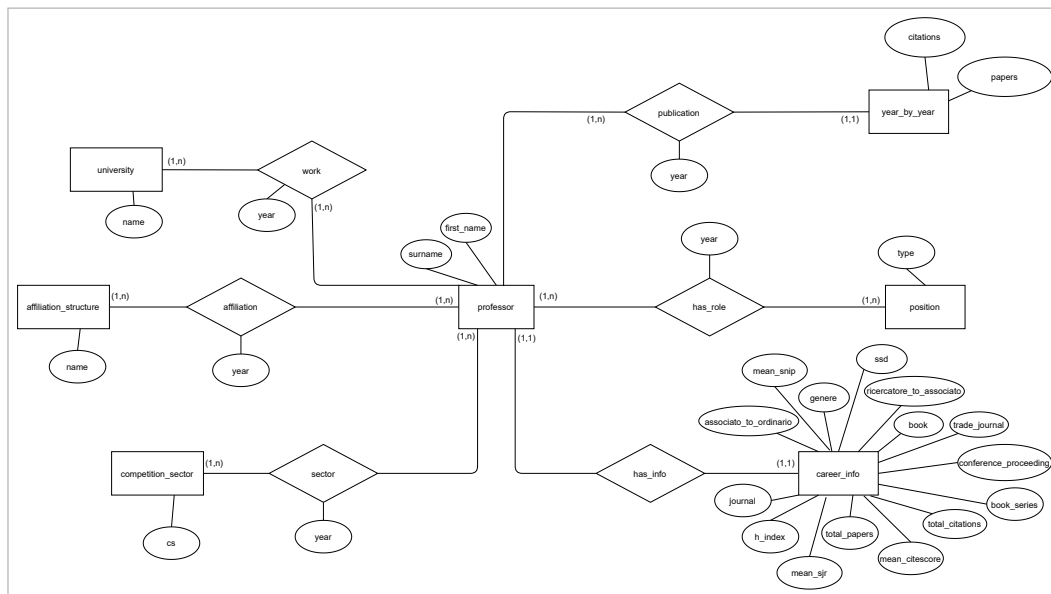 citations
papers
year_by_year
publication
(1,n)
(1,1)
year
university
(1,n)
work
name
year
(1,n)
first_name
surname
year
type
affiliation_structure
(1,n)
affiliation
(1,n)
professor
(1,n)
has_role
(1,n)
position
name
year
(1,n)
(1,1)
ssd
mean_snip
genere
ricercatore_to_associato
associato_to_ordinario
book
trade_journal
competition_sector
(1,n)
sector
has_info
(1,1)
career_info
conference_proceeding
journal
book_series
cs
year
h_index
total_papers
total_citations
mean_sjr
mean_citescore